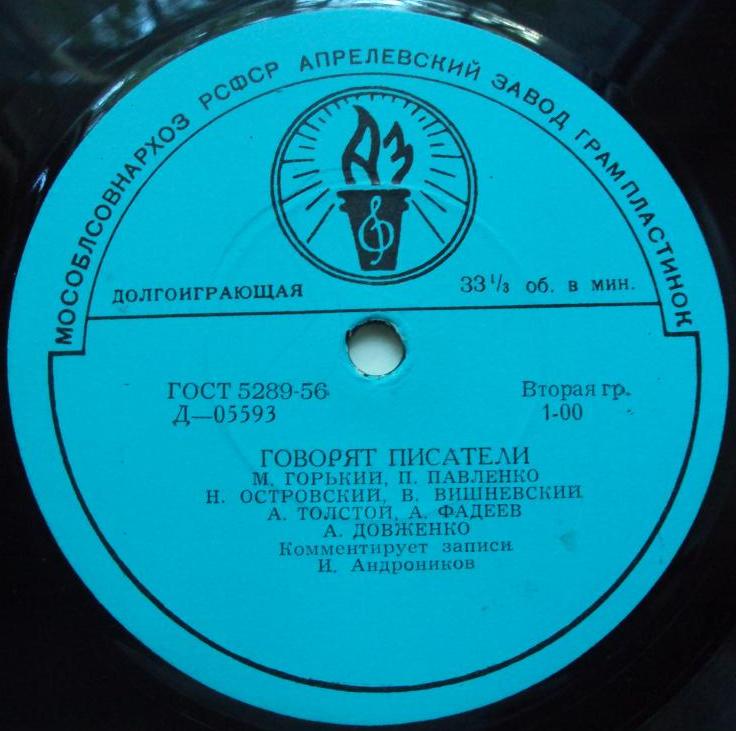 МОСОБЛСОВНАРХОЗ РСФСР АПРЕЛЕВСКИЙ ЗАВОД ГРАМПЛАСТИНОК
АЗ
ДОЛГОИГРАЮЩАЯ 33 1/3 об. в мин.
ГОСТ 5289-56 Вторая гр.
Д—05593 1-00
ГОВОРЯТ ПИСАТЕЛИ
М. ГОРЬКИЙ, П. ПАВЛЕНКО
Н. ОСТРОВСКИЙ, В. ВИШНЕВСКИЙ
А. ТОЛСТОЙ, А. ФАДЕЕВ
А. ДОВЖЕНКО
Комментирует записи
И. Андроников